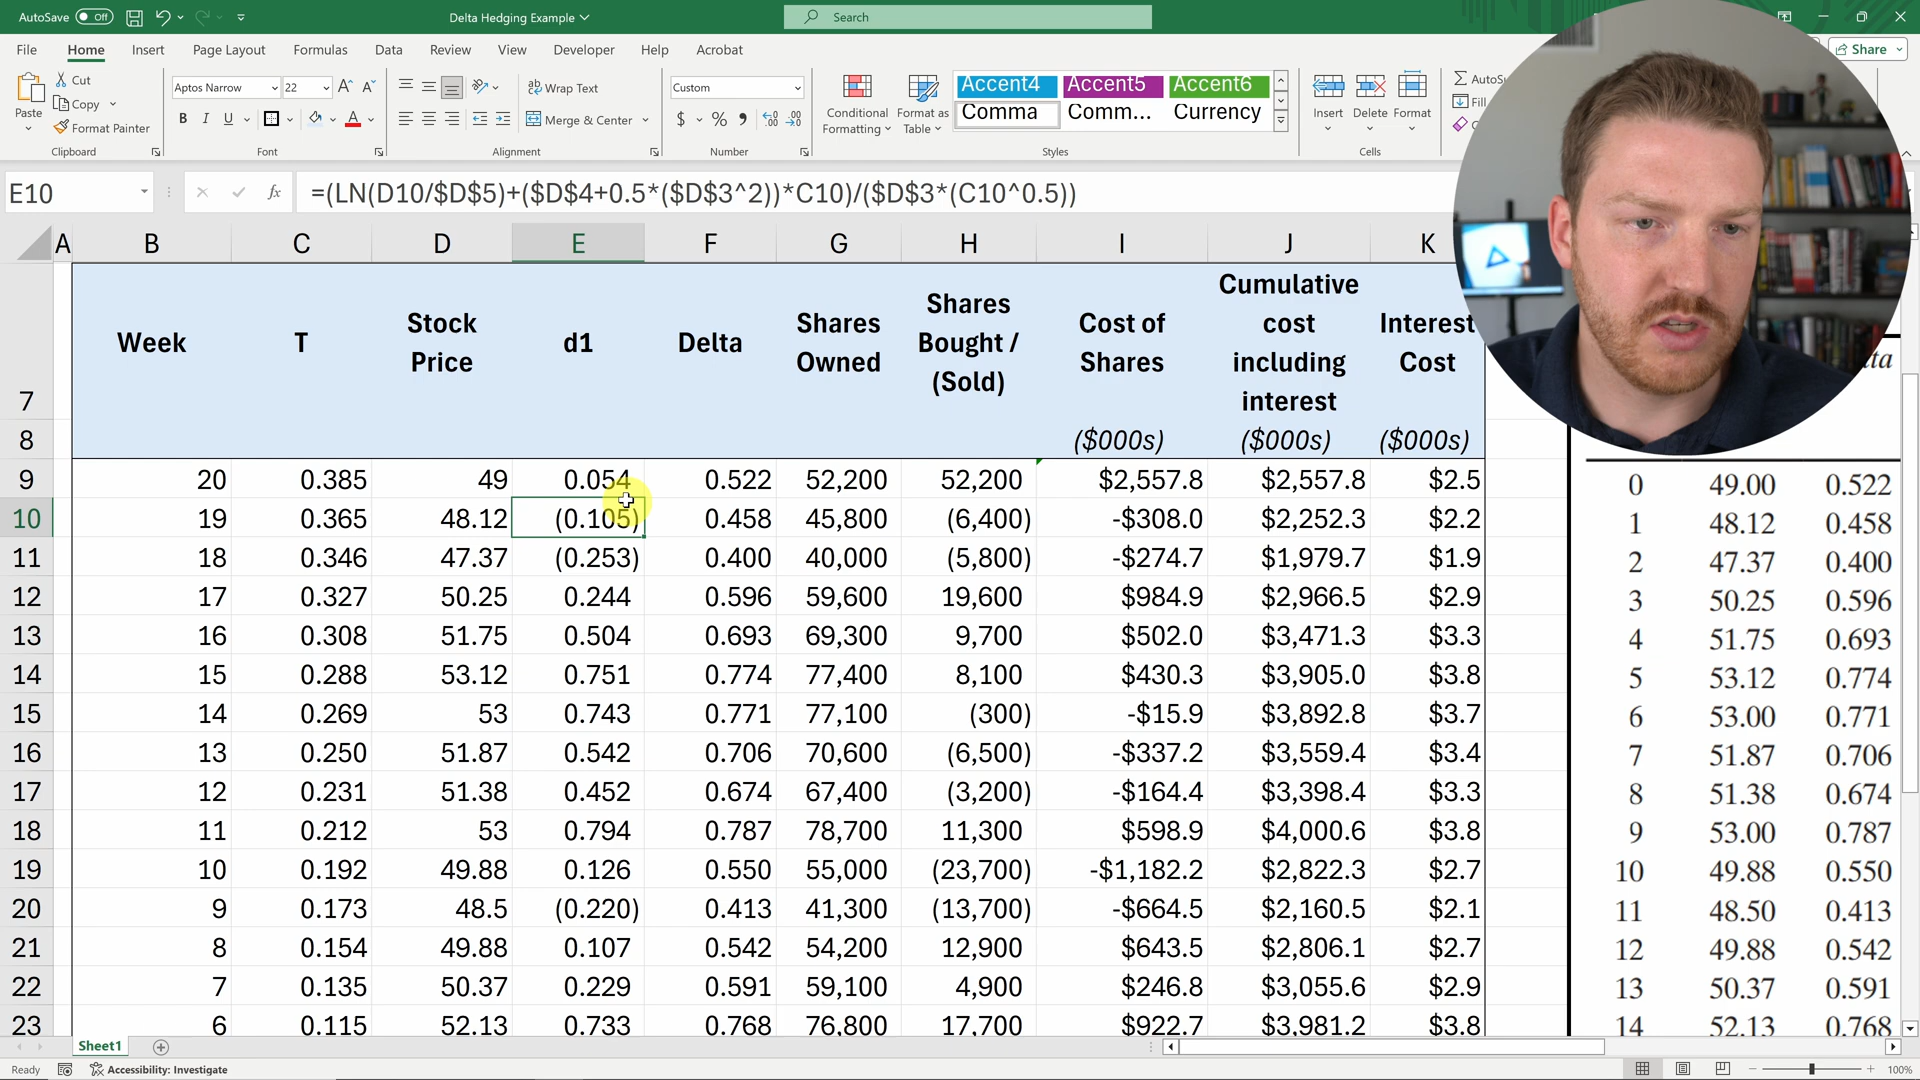 AutoSave Off Delta Hedging Example Search
File Home Insert Page Layout Formulas Data Review View Developer Help Acrobat Share
Paste Cut Copy Format Painter
Clipboard
Aptos Narrow 22
B I U A
Font
Wrap Text
Merge & Center
Alignment
Custom
$ % 9
Number
Conditional Formatting Format as Table
Accent4 Accent5 Accent6
Comma Comm... Currency
Styles
Insert Delete Format
Cells
AutoSu
Fill
E10 fx =(LN(D10/$D$5)+($D$4+0.5*($D$3^2))*C10)/($D$3*(C10^0.5))
A B C D E F G H I J K
7 Week T Stock Price d1 Delta Shares Owned Shares Bought / (Sold) Cost of Shares Cumulative cost including interest Interest Cost
8 ($000s) ($000s) ($000s)
9 20 0.385 49 0.054 0.522 52,200 52,200 $2,557.8 $2,557.8 $2.5 0 49.00 0.522
10 19 0.365 48.12 (0.105) 0.458 45,800 (6,400) -$308.0 $2,252.3 $2.2 1 48.12 0.458
11 18 0.346 47.37 (0.253) 0.400 40,000 (5,800) -$274.7 $1,979.7 $1.9 2 47.37 0.400
12 17 0.327 50.25 0.244 0.596 59,600 19,600 $984.9 $2,966.5 $2.9 3 50.25 0.596
13 16 0.308 51.75 0.504 0.693 69,300 9,700 $502.0 $3,471.3 $3.3 4 51.75 0.693
14 15 0.288 53.12 0.751 0.774 77,400 8,100 $430.3 $3,905.0 $3.8 5 53.12 0.774
15 14 0.269 53 0.743 0.771 77,100 (300) -$15.9 $3,892.8 $3.7 6 53.00 0.771
16 13 0.250 51.87 0.542 0.706 70,600 (6,500) -$337.2 $3,559.4 $3.4 7 51.87 0.706
17 12 0.231 51.38 0.452 0.674 67,400 (3,200) -$164.4 $3,398.4 $3.3 8 51.38 0.674
18 11 0.212 53 0.794 0.787 78,700 11,300 $598.9 $4,000.6 $3.8 9 53.00 0.787
19 10 0.192 49.88 0.126 0.550 55,000 (23,700) -$1,182.2 $2,822.3 $2.7 10 49.88 0.550
20 9 0.173 48.5 (0.220) 0.413 41,300 (13,700) -$664.5 $2,160.5 $2.1 11 48.50 0.413
21 8 0.154 49.88 0.107 0.542 54,200 12,900 $643.5 $2,806.1 $2.7 12 49.88 0.542
22 7 0.135 50.37 0.229 0.591 59,100 4,900 $246.8 $3,055.6 $2.9 13 50.37 0.591
23 6 0.115 52.13 0.733 0.768 76,800 17,700 $922.7 $3,981.2 $3.8 14 52.13 0.768
Sheet1
Ready Accessibility: Investigate 100%